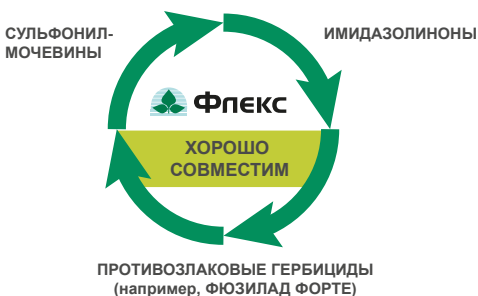 СУЛЬФОНИЛ-
МОЧЕВИНЫ
ИМИДАЗОЛИНОНЫ
Флекс
ХОРОШО
СОВМЕСТИМ
ПРОТИВОЗЛАКОВЫЕ ГЕРБИЦИДЫ
(например, ФЮЗИЛАД ФОРТЕ)